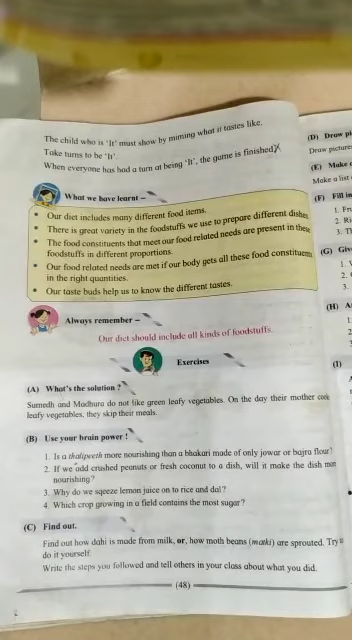 The child who is 'It' must show by miming what it tastes like.
Take turns to be 'It'.
When everyone has had a turn at being 'It', the game is finished.
What we have learnt –
• Our diet includes many different food items.
• There is great variety in the foodstuffs we use to prepare different dishes
• The food constituents that meet our food related needs are present in these
foodstuffs in different proportions.
• Our food related needs are met if our body gets all these food constituents
in the right quantities.
• Our taste buds help us to know the different tastes.
Always remember –
Our diet should include all kinds of foodstuffs.
Exercises
(A) What's the solution ?
Sumedh and Madhura do not like green leafy vegetables. On the day their mother
leafy vegetables, they skip their meals.
(B) Use your brain power !
1. Is a thalipeeth more nourishing than a bhakari made of only jowar or bajra flour?
2. If we add crushed peanuts or fresh coconut to a dish, will it make the dish
nourishing?
3. Why do we sqeeze lemon juice on rice and dal?
4. Which crop growing in a field contains the most sugar?
(C) Find out.
Find out how dahi is made from milk, or, how moth beans (matki) are sprouted. Try
do it yourself.
Write the steps you followed and tell others in your class about what you did.
(48)
(D) Draw
Draw picture
(E) Make
Make a list
(F) Fill in
1.
2.
3.
(G)
1.
2.
3.
(H)
1.
2.
(I)